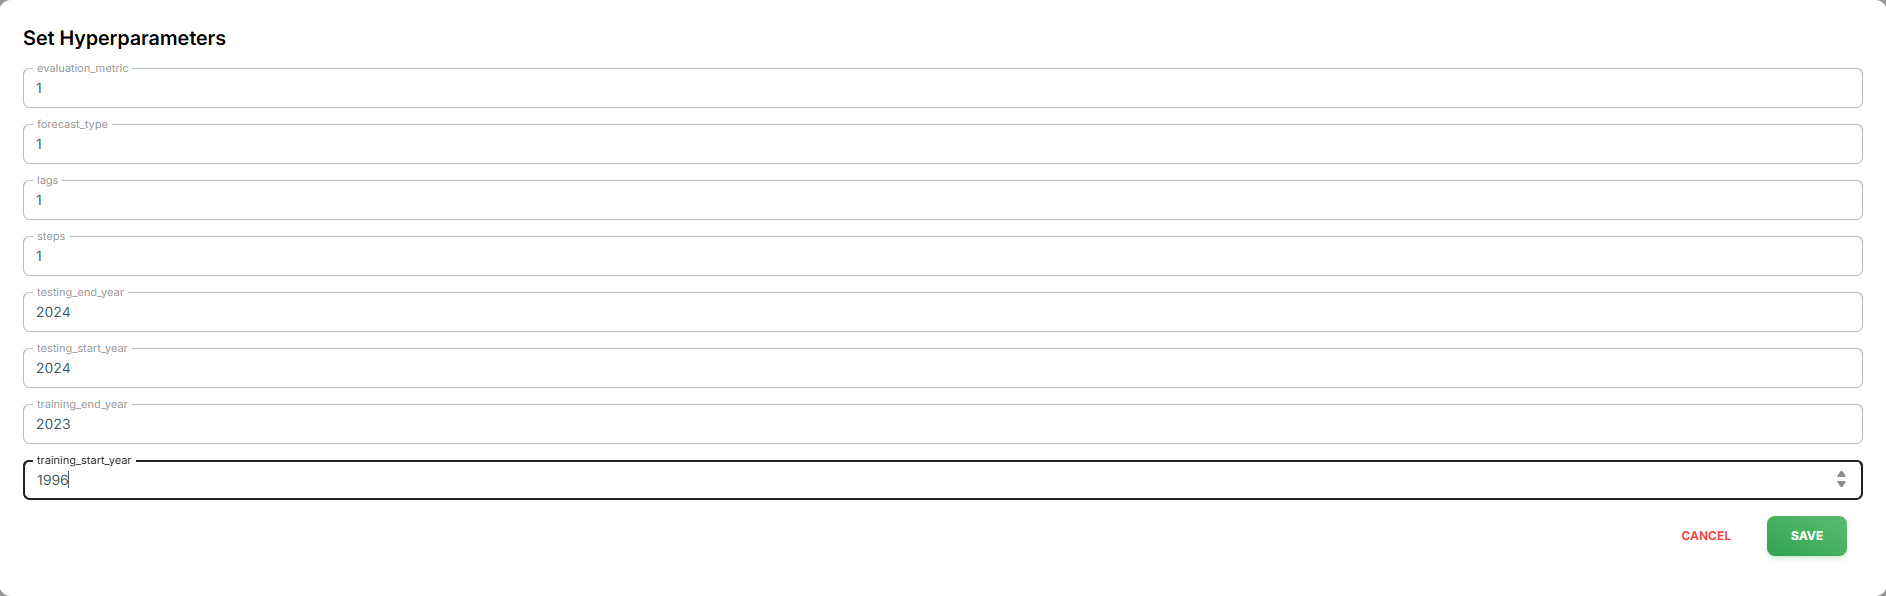 Set Hyperparameters
evaluation_metric
1
forecast_type
1
lags
1
steps
1
testing_end_year
2024
testing_start_year
2024
training_end_year
2023
training_start_year
1996
CANCEL SAVE